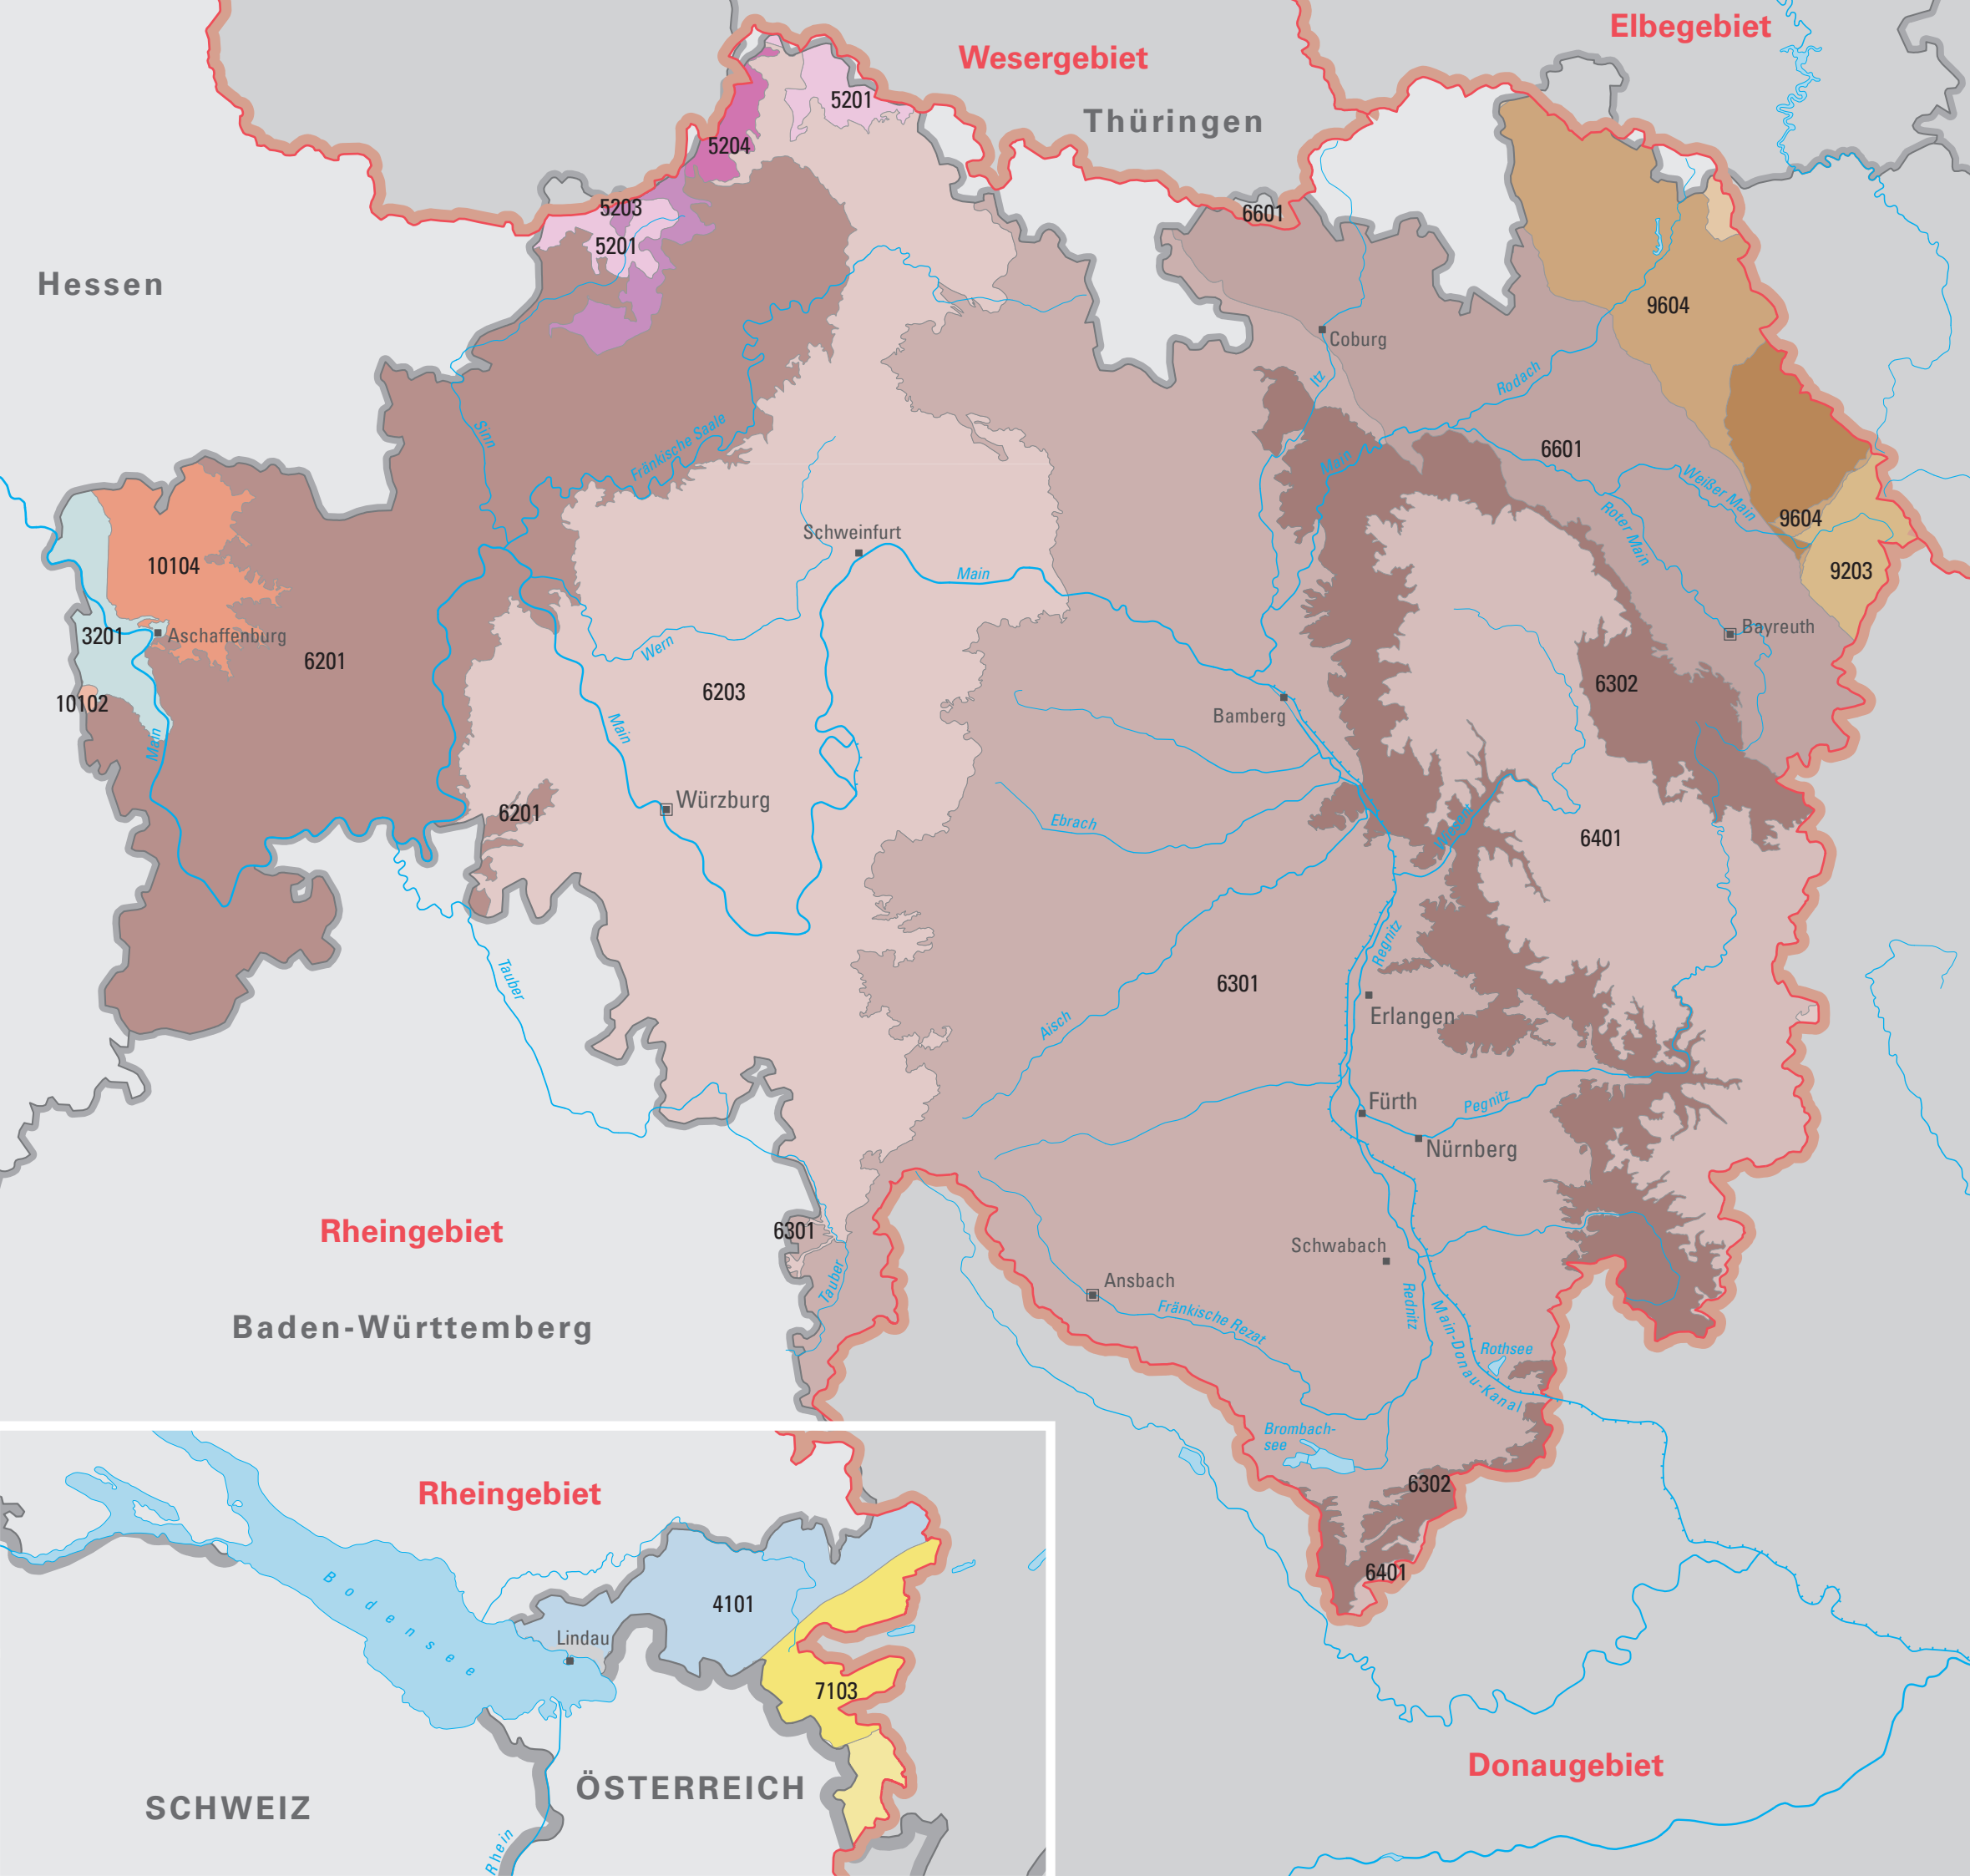 Elbegebiet
Wesergebiet
Thüringen
5201
5204
5203
5201
6601
Hessen
9604
Coburg
Itz
Rodach
Sinn
Fränkische Saale
Main
6601
Weißer Main
Roter Main
9604
9203
Schweinfurt
Main
10104
3201
Aschaffenburg
6201
10102
Main
Wern
6203
Main
Bayreuth
6302
Bamberg
Würzburg
6201
Ebrach
Wiesent
6401
Tauber
Regnitz
6301
Erlangen
Aisch
Fürth
Pegnitz
Nürnberg
Rheingebiet
6301
Tauber
Schwabach
Ansbach
Fränkische Rezat
Rednitz
Main-Donau-Kanal
Rothsee
Baden-Württemberg
Brombach-
see
6302
6401
Rheingebiet
Bodensee
4101
Lindau
7103
SCHWEIZ
ÖSTERREICH
Rhein
Donaugebiet